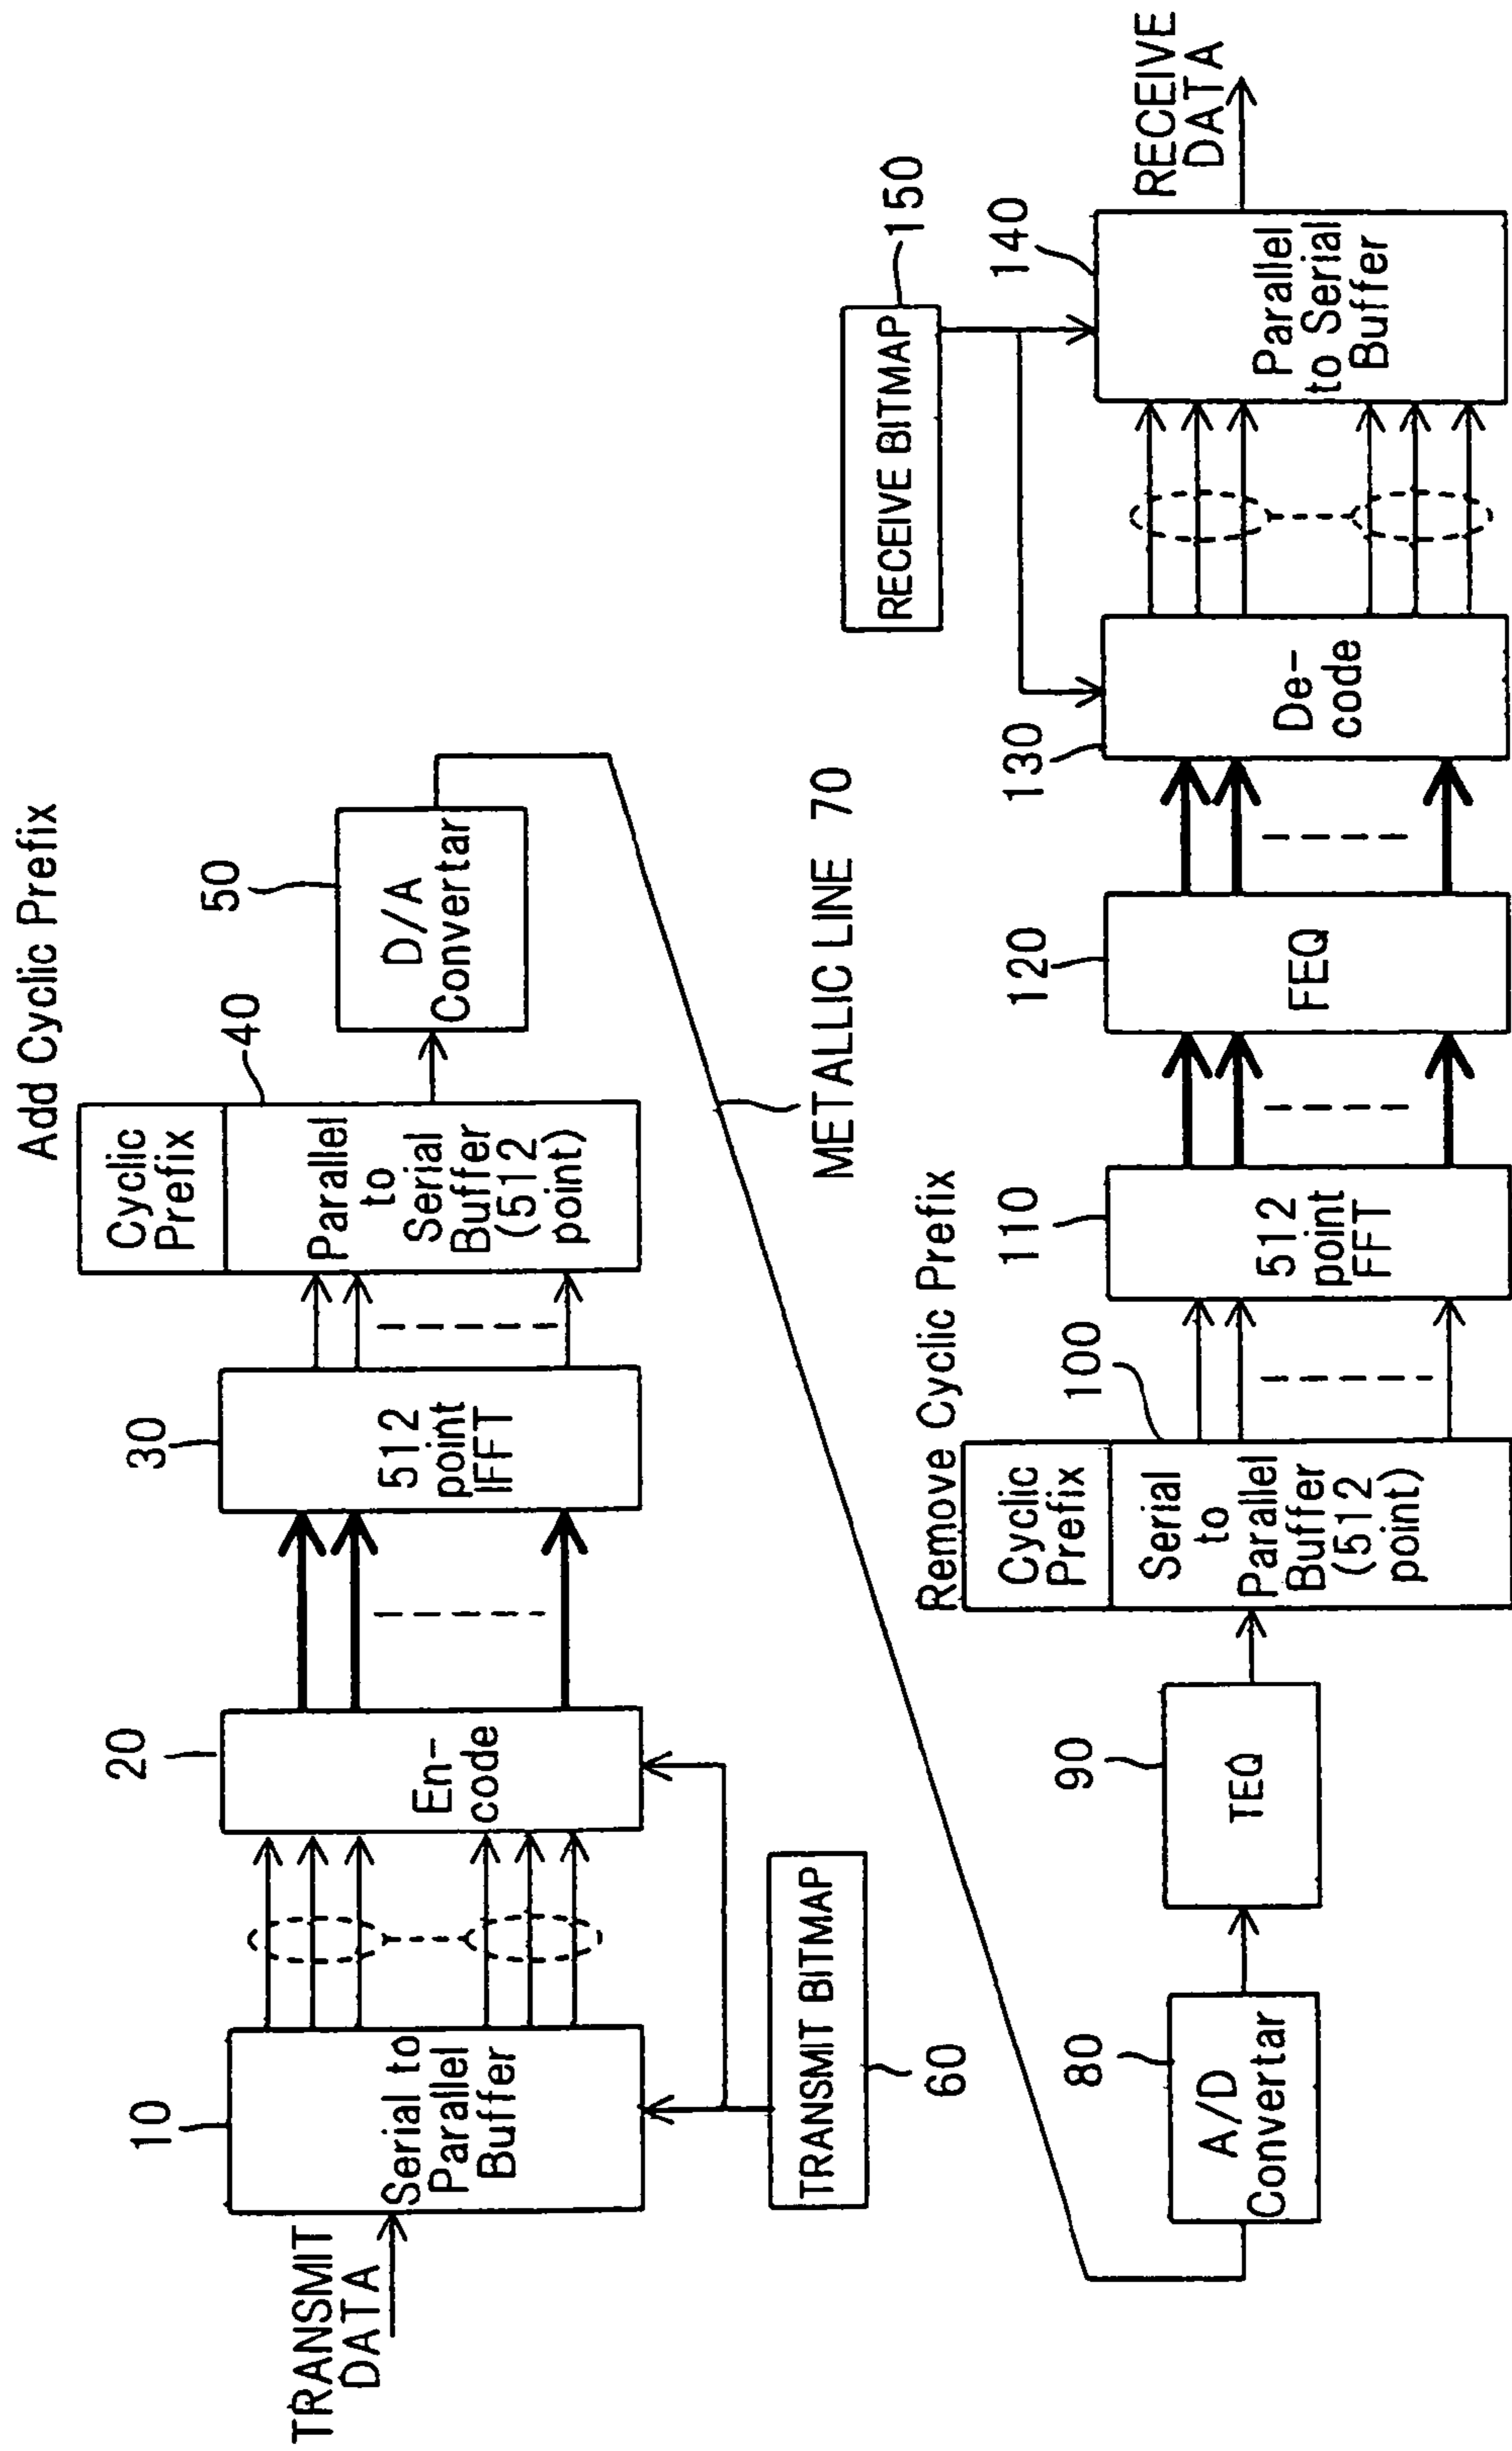 Add Cyclic Prefix
10
20
30
40
50
TRANSMIT
DATA
Serial to
Parallel
Buffer
En-
code
512
point
IFFT
Cyclic
Prefix
Parallel
to
Serial
Buffer
(512
point)
D/A
Convertar
TRANSMIT BITMAP
60
METALLIC LINE 70
80
A/D
Convertar
90
TEQ
Remove Cyclic Prefix
100
Cyclic
Prefix
Serial
to
Parallel
Buffer
(512
point)
110
512
point
FFT
120
FEQ
130
De-
code
RECEIVE BITMAP
150
140
Parallel
to Serial
Buffer
RECEIVE
DATA